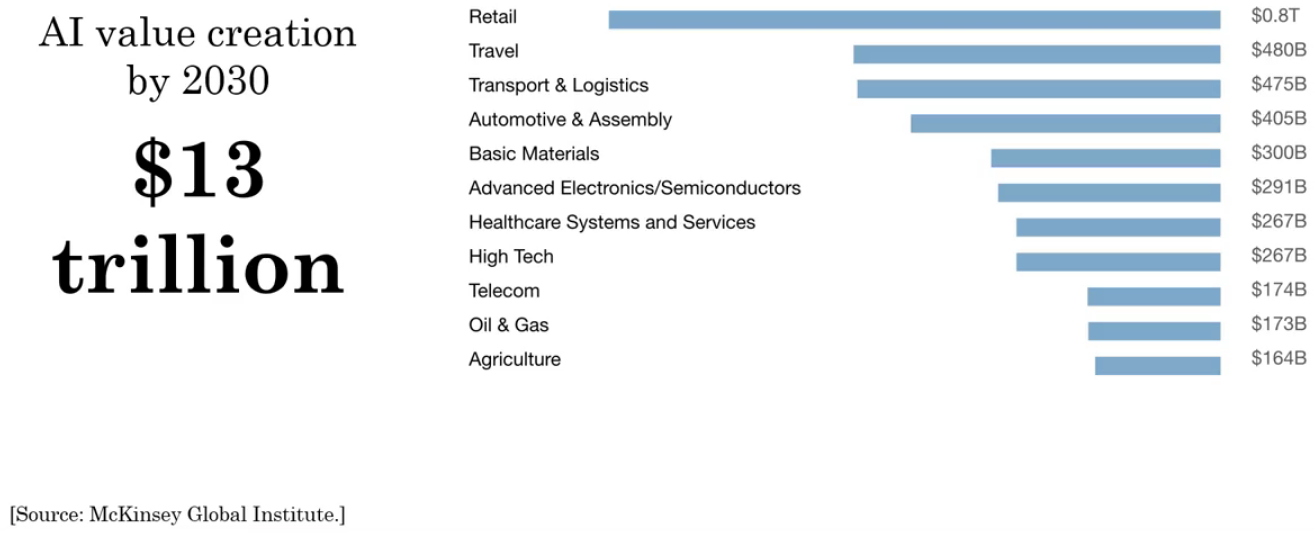 AI value creation
by 2030
$13
trillion
Retail $0.8T
Travel $480B
Transport & Logistics $475B
Automotive & Assembly $405B
Basic Materials $300B
Advanced Electronics/Semiconductors $291B
Healthcare Systems and Services $267B
High Tech $267B
Telecom $174B
Oil & Gas $173B
Agriculture $164B
[Source: McKinsey Global Institute.]